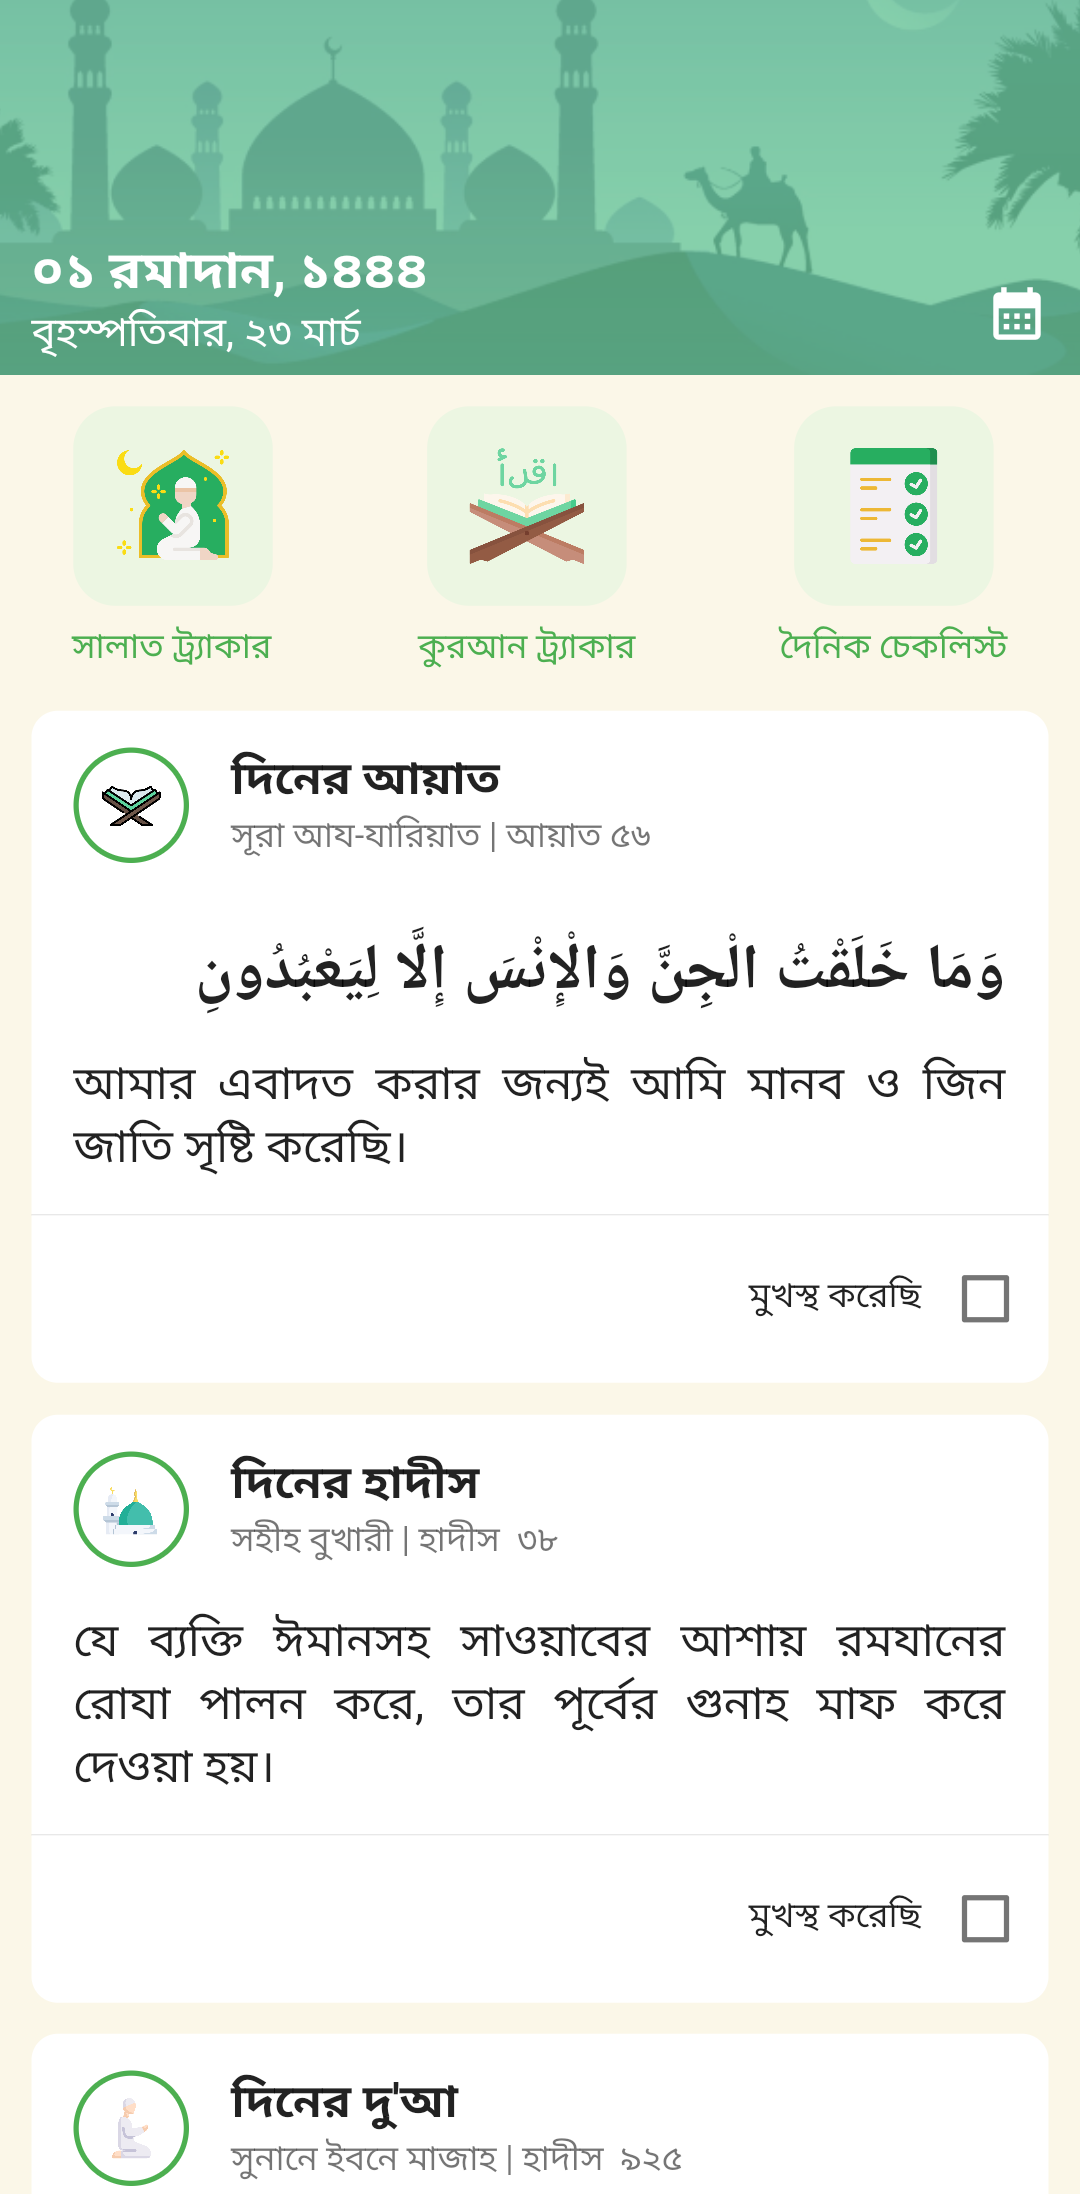 ০১ রমাদান, ১৪৪৪
বৃহস্পতিবার, ২৩ মার্চ
اقرأ
সালাত ট্র্যাকার
কুরআন ট্র্যাকার
দৈনিক চেকলিস্ট
দিনের আয়াত
সূরা আয-যারিয়াত | আয়াত ৫৬
وَمَا خَلَقْتُ الْجِنَّ وَالْإِنْسَ إِلَّا لِيَعْبُدُونِ
আমার এবাদত করার জন্যই আমি মানব ও জিন
জাতি সৃষ্টি করেছি।
মুখস্থ করেছি
দিনের হাদীস
সহীহ বুখারী | হাদীস ৩৮
যে ব্যক্তি ঈমানসহ সাওয়াবের আশায় রমযানের
রোযা পালন করে, তার পূর্বের গুনাহ মাফ করে
দেওয়া হয়।
মুখস্থ করেছি
দিনের দু'আ
সুনানে ইবনে মাজাহ | হাদীস ৯২৫